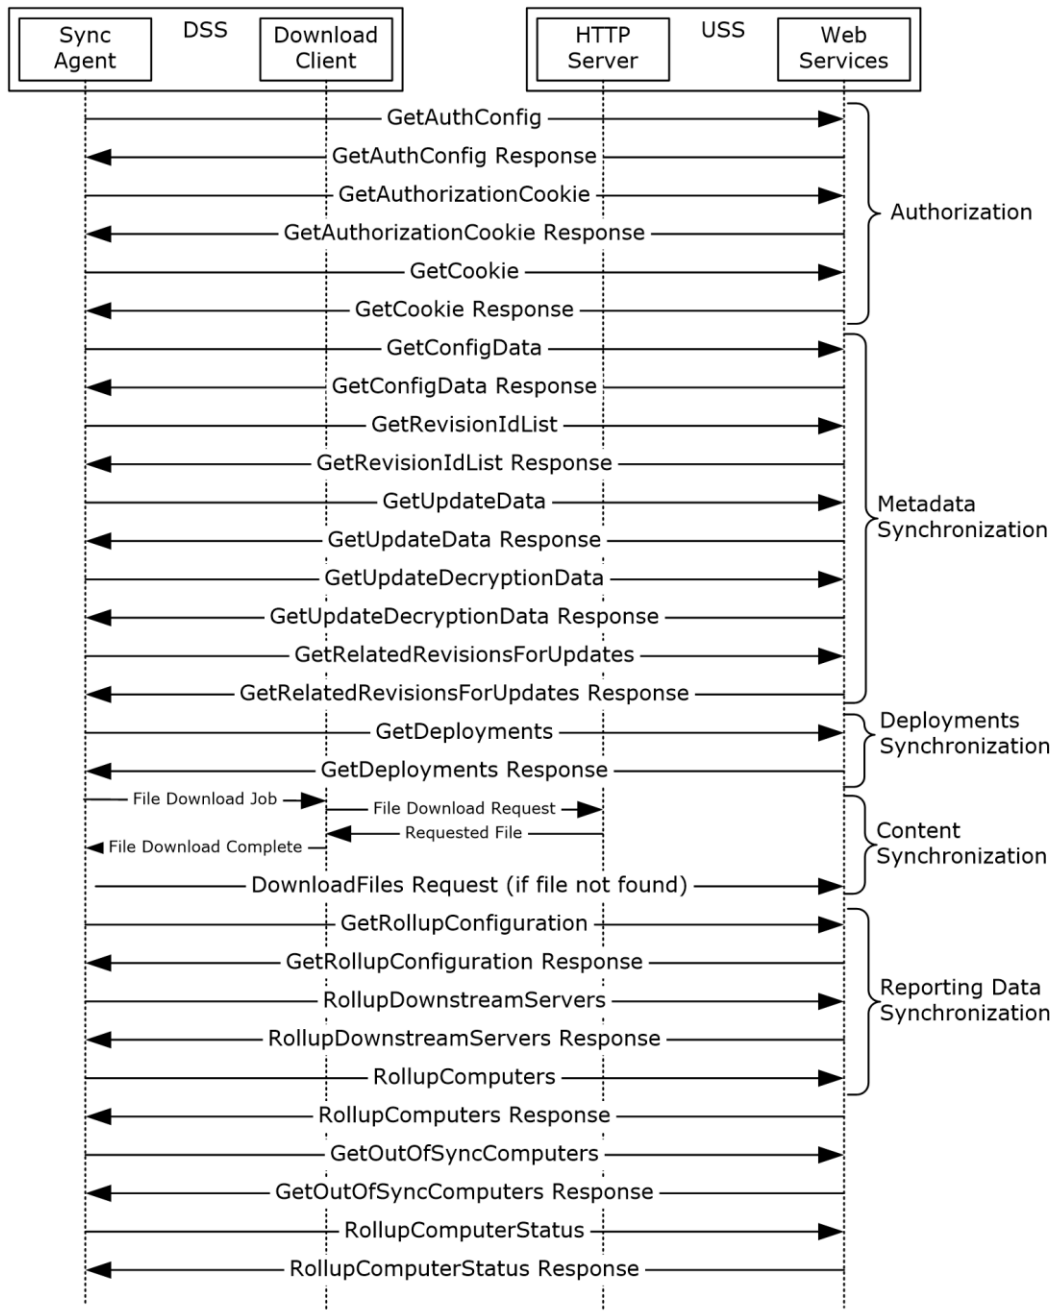 Sync
Agent
DSS
Download
Client
HTTP
Server
USS
Web
Services
GetAuthConfig
GetAuthConfig Response
GetAuthorizationCookie
GetAuthorizationCookie Response
GetCookie
GetCookie Response
Authorization
GetConfigData
GetConfigData Response
GetRevisionIdList
GetRevisionIdList Response
GetUpdateData
GetUpdateData Response
GetUpdateDecryptionData
GetUpdateDecryptionData Response
GetRelatedRevisionsForUpdates
GetRelatedRevisionsForUpdates Response
Metadata
Synchronization
GetDeployments
GetDeployments Response
Deployments
Synchronization
File Download Job
File Download Request
Requested File
File Download Complete
DownloadFiles Request (if file not found)
Content
Synchronization
GetRollupConfiguration
GetRollupConfiguration Response
RollupDownstreamServers
RollupDownstreamServers Response
RollupComputers
Reporting Data
Synchronization
RollupComputers Response
GetOutOfSyncComputers
GetOutOfSyncComputers Response
RollupComputerStatus
RollupComputerStatus Response